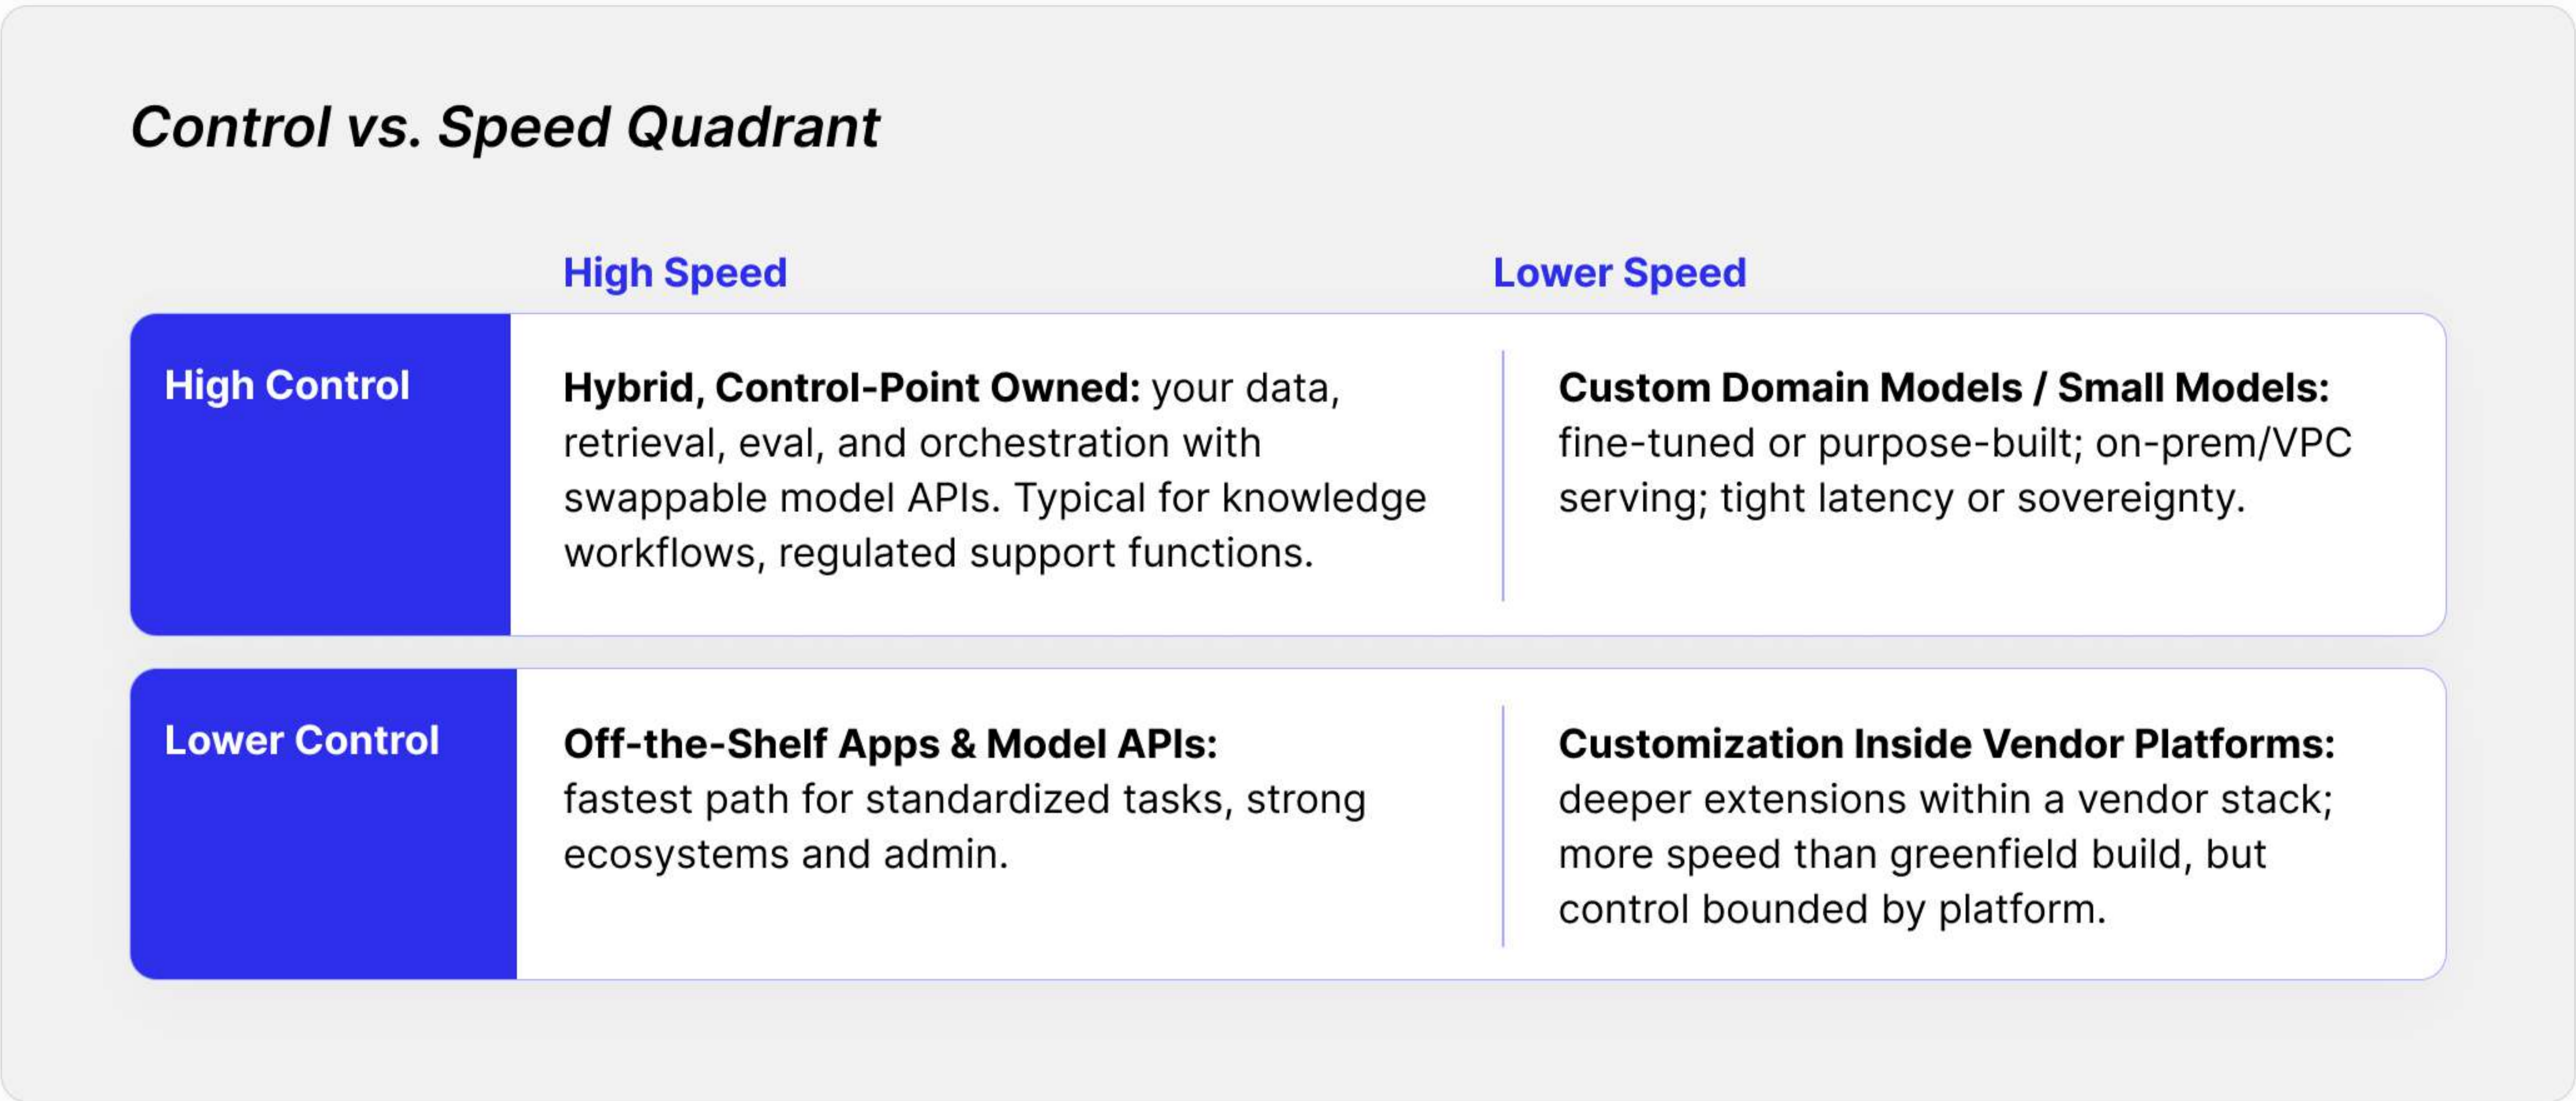 Control vs. Speed Quadrant
High Speed
Lower Speed
High Control
Hybrid, Control-Point Owned: your data,
retrieval, eval, and orchestration with
swappable model APIs. Typical for knowledge
workflows, regulated support functions.
Custom Domain Models / Small Models:
fine-tuned or purpose-built; on-prem/VPC
serving; tight latency or sovereignty.
Lower Control
Off-the-Shelf Apps & Model APIs:
fastest path for standardized tasks, strong
ecosystems and admin.
Customization Inside Vendor Platforms:
deeper extensions within a vendor stack;
more speed than greenfield build, but
control bounded by platform.